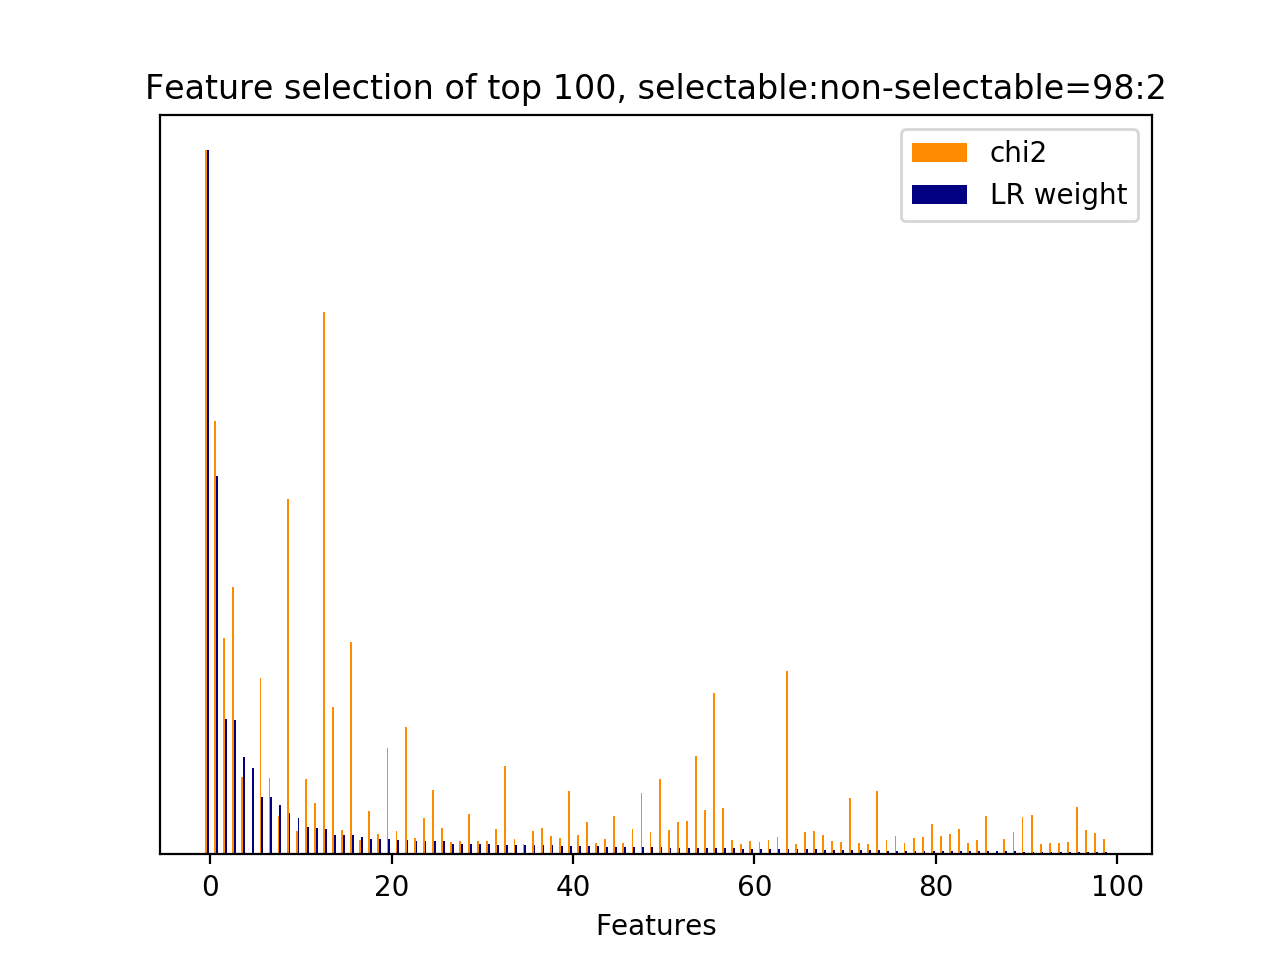 Feature selection of top 100, selectable:non-selectable=98:2
chi2
LR weight
0 20 40 60 80 100
Features